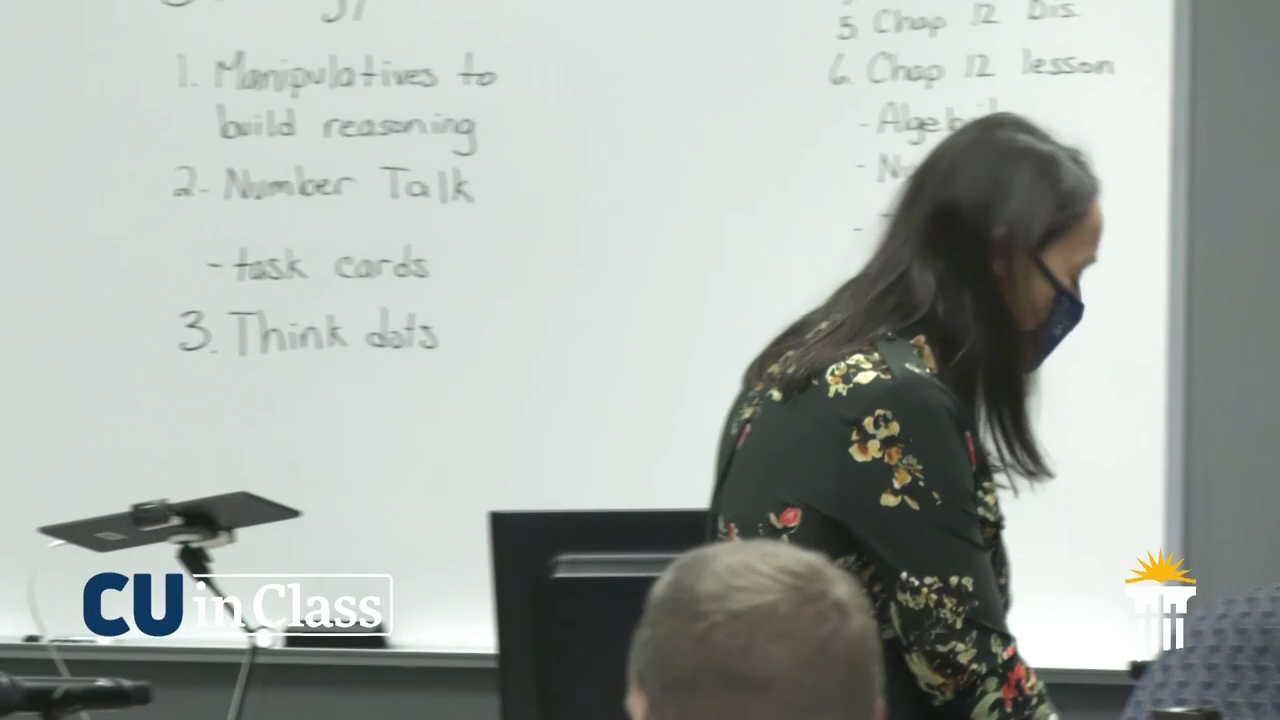 1. Manipulatives to
build reasoning
2- Number Talk
- task cards
3. Think dots
5. Chap 12 Dis.
6. Chap 12 lesson
CU in Class